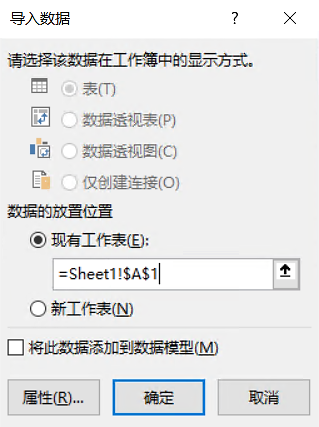 导入数据 ? ×
请选择该数据在工作簿中的显示方式。
表(T)
数据透视表(P)
数据透视图(C)
仅创建连接(O)
数据的放置位置
现有工作表(E):
=Sheet1!$A$1
新工作表(N)
将此数据添加到数据模型(M)
属性(R)... 确定 取消